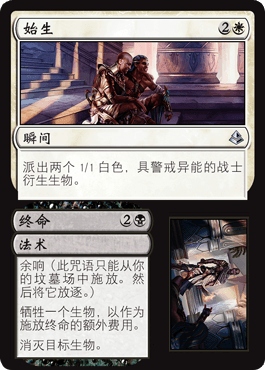 始生 2
瞬间
派出两个 1/1 白色，具警戒异能的战士
衍生生物。
终命 2
法术
余响（此咒语只能从你
的坟墓场中施放。然
后将它放逐。）
牺牲一个生物，以作为
施放终命的额外费用。
消灭目标生物。